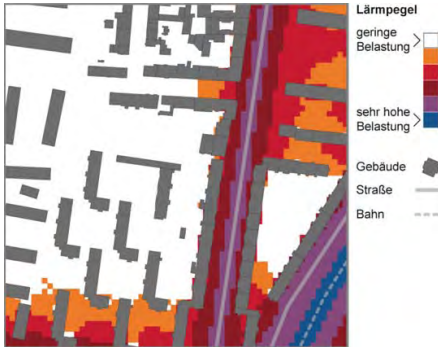 Lärmpegel
geringe
Belastung
sehr hohe
Belastung
Gebäude
Straße
Bahn